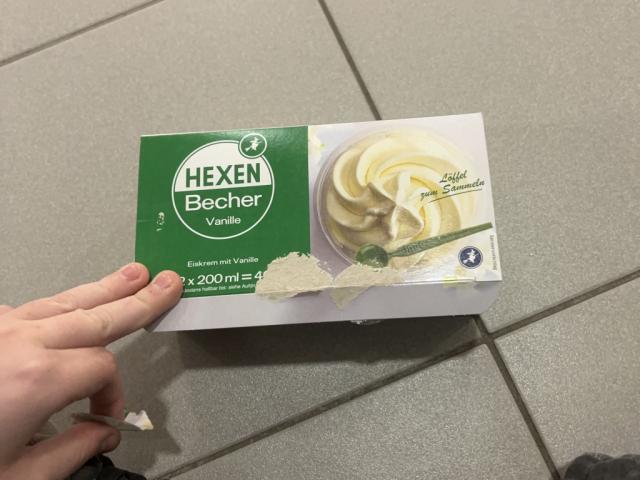 HEXEN
Becher
Vanille
Eiskrem mit Vanille
2 x 200 ml = 4
Löffel
zum Sammeln